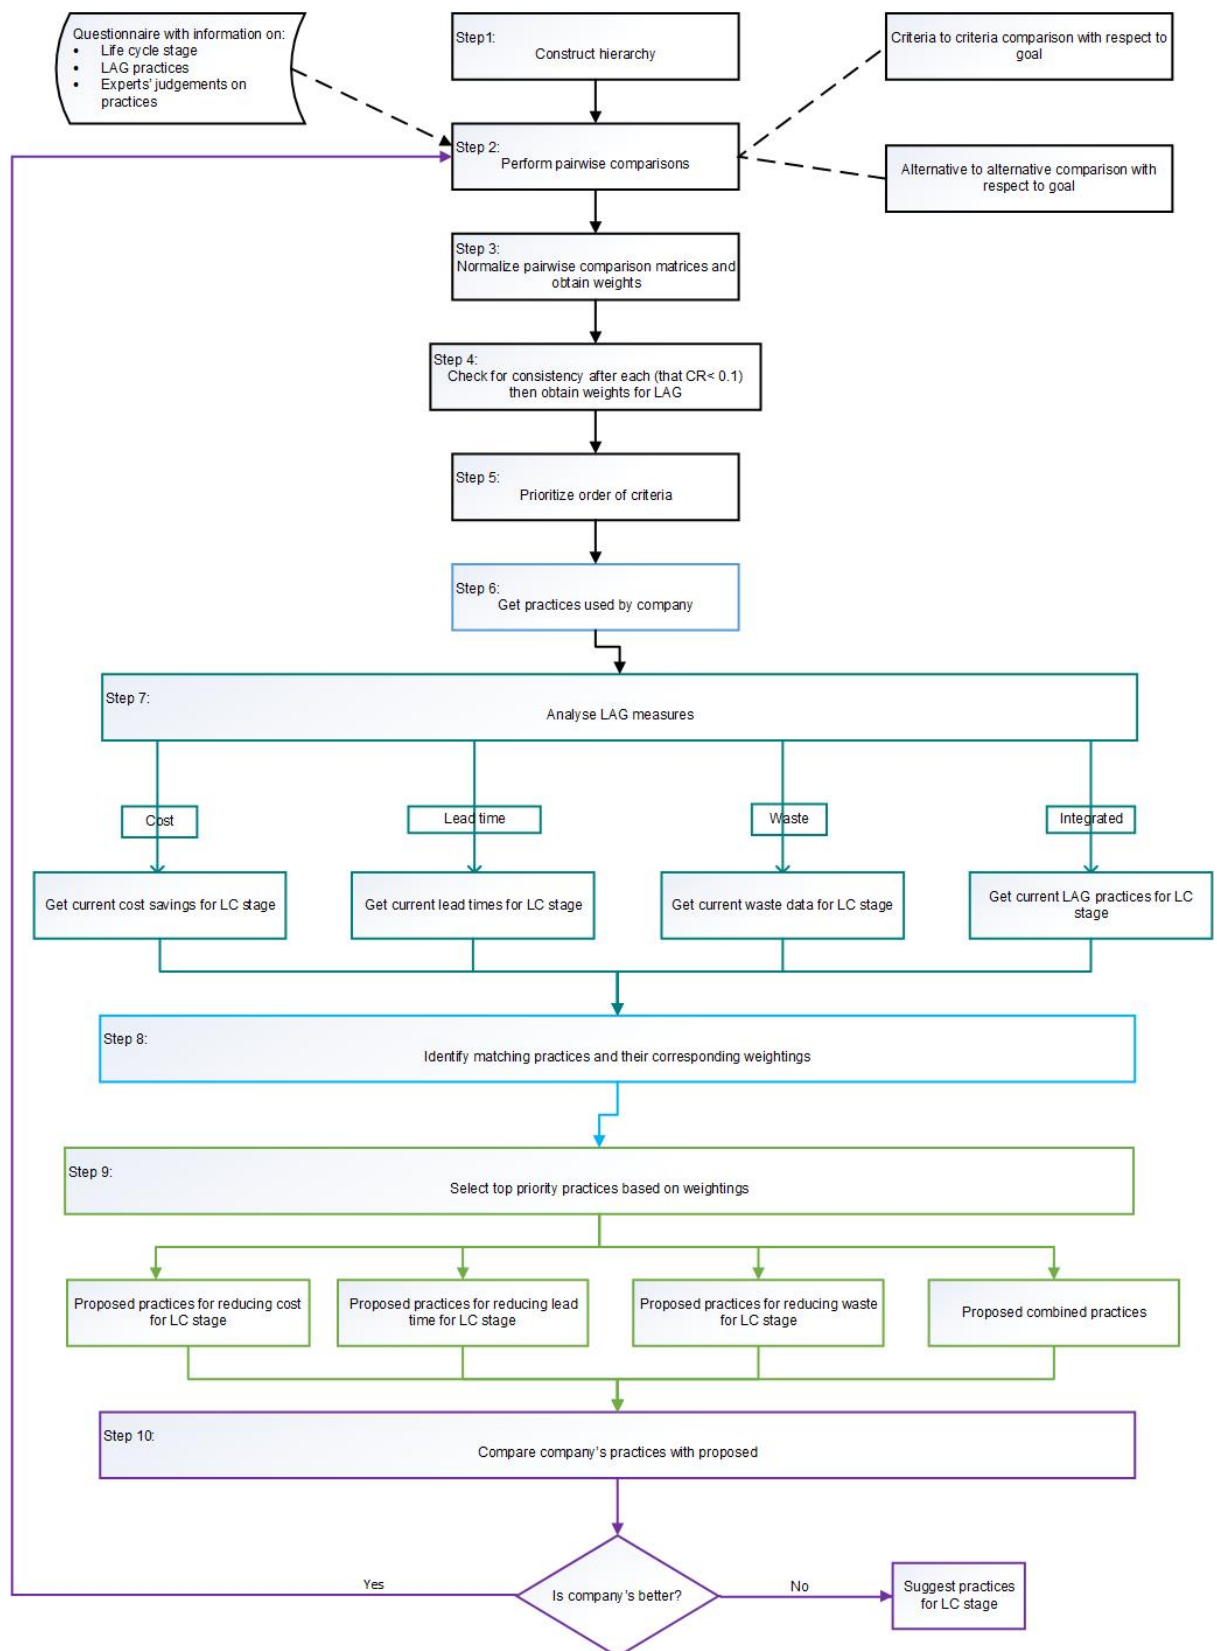 Questionnaire with information on:
• Life cycle stage
• LAG practices
• Experts' judgements on
practices
Step1:
Construct hierarchy
Criteria to criteria comparison with respect to
goal
Step 2:
Perform pairwise comparisons
Alternative to alternative comparison with
respect to goal
Step 3:
Normalize pairwise comparison matrices and
obtain weights
Step 4:
Check for consistency after each (that CR< 0.1)
then obtain weights for LAG
Step 5:
Prioritize order of criteria
Step 6:
Get practices used by company
Step 7:
Analyse LAG measures
Cost
Lead time
Waste
Integrated
Get current cost savings for LC stage
Get current lead times for LC stage
Get current waste data for LC stage
Get current LAG practices for LC
stage
Step 8:
Identify matching practices and their corresponding weightings
Step 9:
Select top priority practices based on weightings
Proposed practices for reducing cost
for LC stage
Proposed practices for reducing lead
time for LC stage
Proposed practices for reducing waste
for LC stage
Proposed combined practices
Step 10:
Compare company's practices with proposed
Yes
Is company's better?
No
Suggest practices
for LC stage